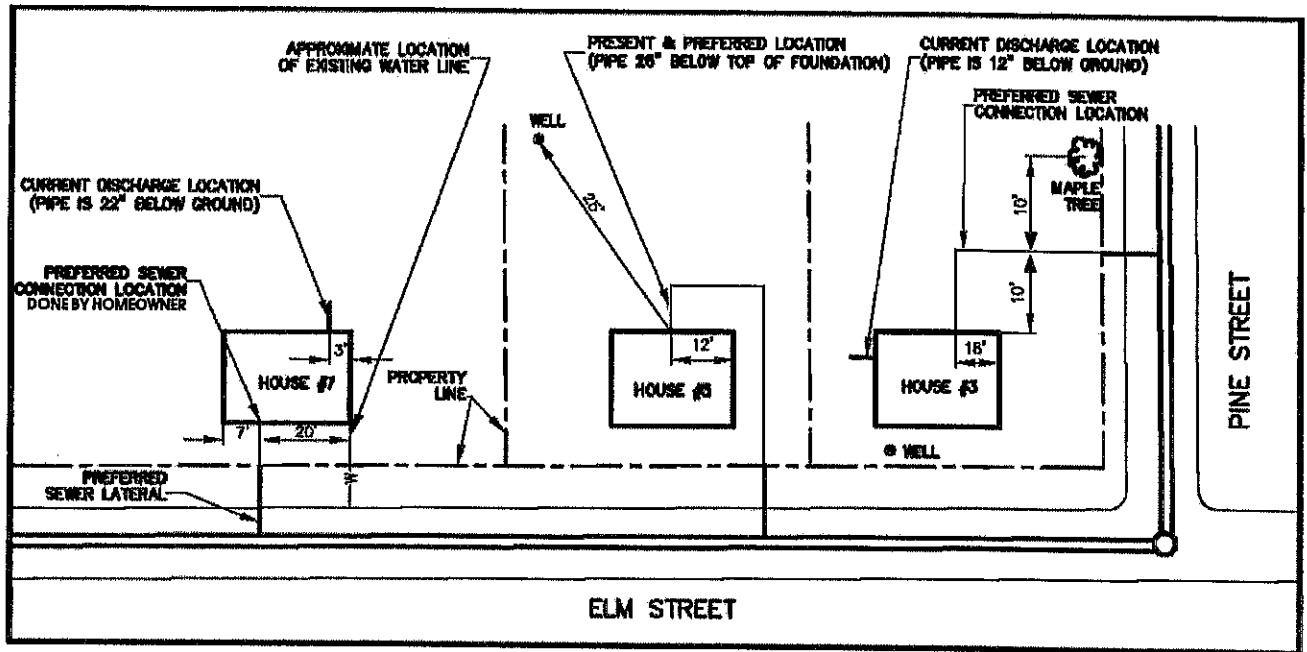 APPROXIMATE LOCATION
OF EXISTING WATER LINE
PRESENT & PREFERRED LOCATION
(PIPE 26" BELOW TOP OF FOUNDATION)
CURRENT DISCHARGE LOCATION
(PIPE IS 12" BELOW GROUND)
PREFERRED SEWER
CONNECTION LOCATION
WELL
CURRENT DISCHARGE LOCATION
(PIPE IS 22" BELOW GROUND)
25'
MAPLE
TREE
10'
PREFERRED SEWER
CONNECTION LOCATION
DONE BY HOMEOWNER
10'
3'
12'
HOUSE #7
PROPERTY
LINE
HOUSE #5
HOUSE #3
PINE STREET
7'
20'
WELL
PREFERRED
SEWER LATERAL
W
ELM STREET